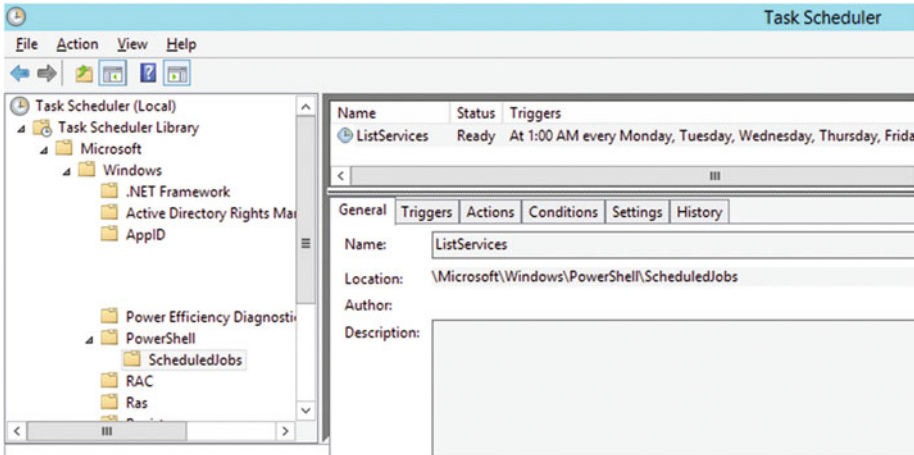 Task Scheduler
File Action View Help
Task Scheduler (Local)
Task Scheduler Library
Microsoft
Windows
.NET Framework
Active Directory Rights Mar
AppID
Power Efficiency Diagnosti
PowerShell
ScheduledJobs
RAC
Ras
Name Status Triggers
ListServices Ready At 1:00 AM every Monday, Tuesday, Wednesday, Thursday, Frida
General Triggers Actions Conditions Settings History
Name: ListServices
Location: \Microsoft\Windows\PowerShell\ScheduledJobs
Author:
Description: